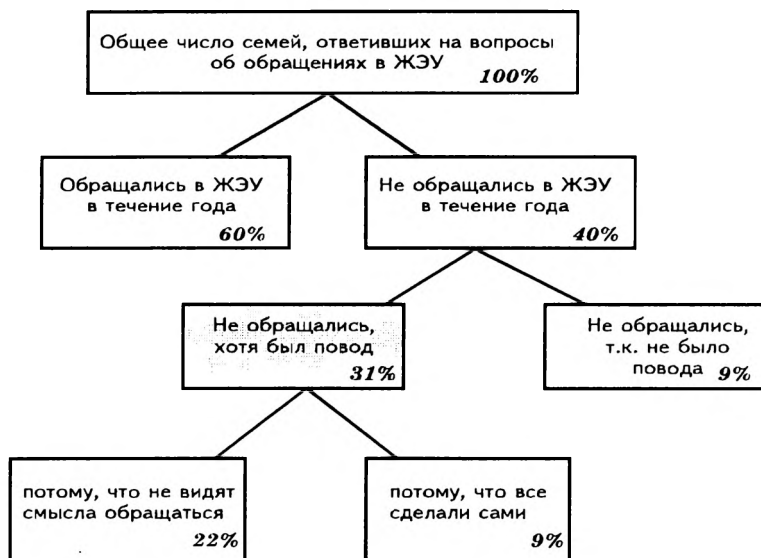 Общее число семей, ответивших на вопросы
об обращениях в ЖЭУ
100%
Обращались в ЖЭУ
в течение года
60%
Не обращались в ЖЭУ
в течение года
40%
Не обращались,
хотя был повод
31%
Не обращались,
т.к. не было
повода 9%
потому, что не видят
смысла обращаться
22%
потому, что все
сделали сами
9%